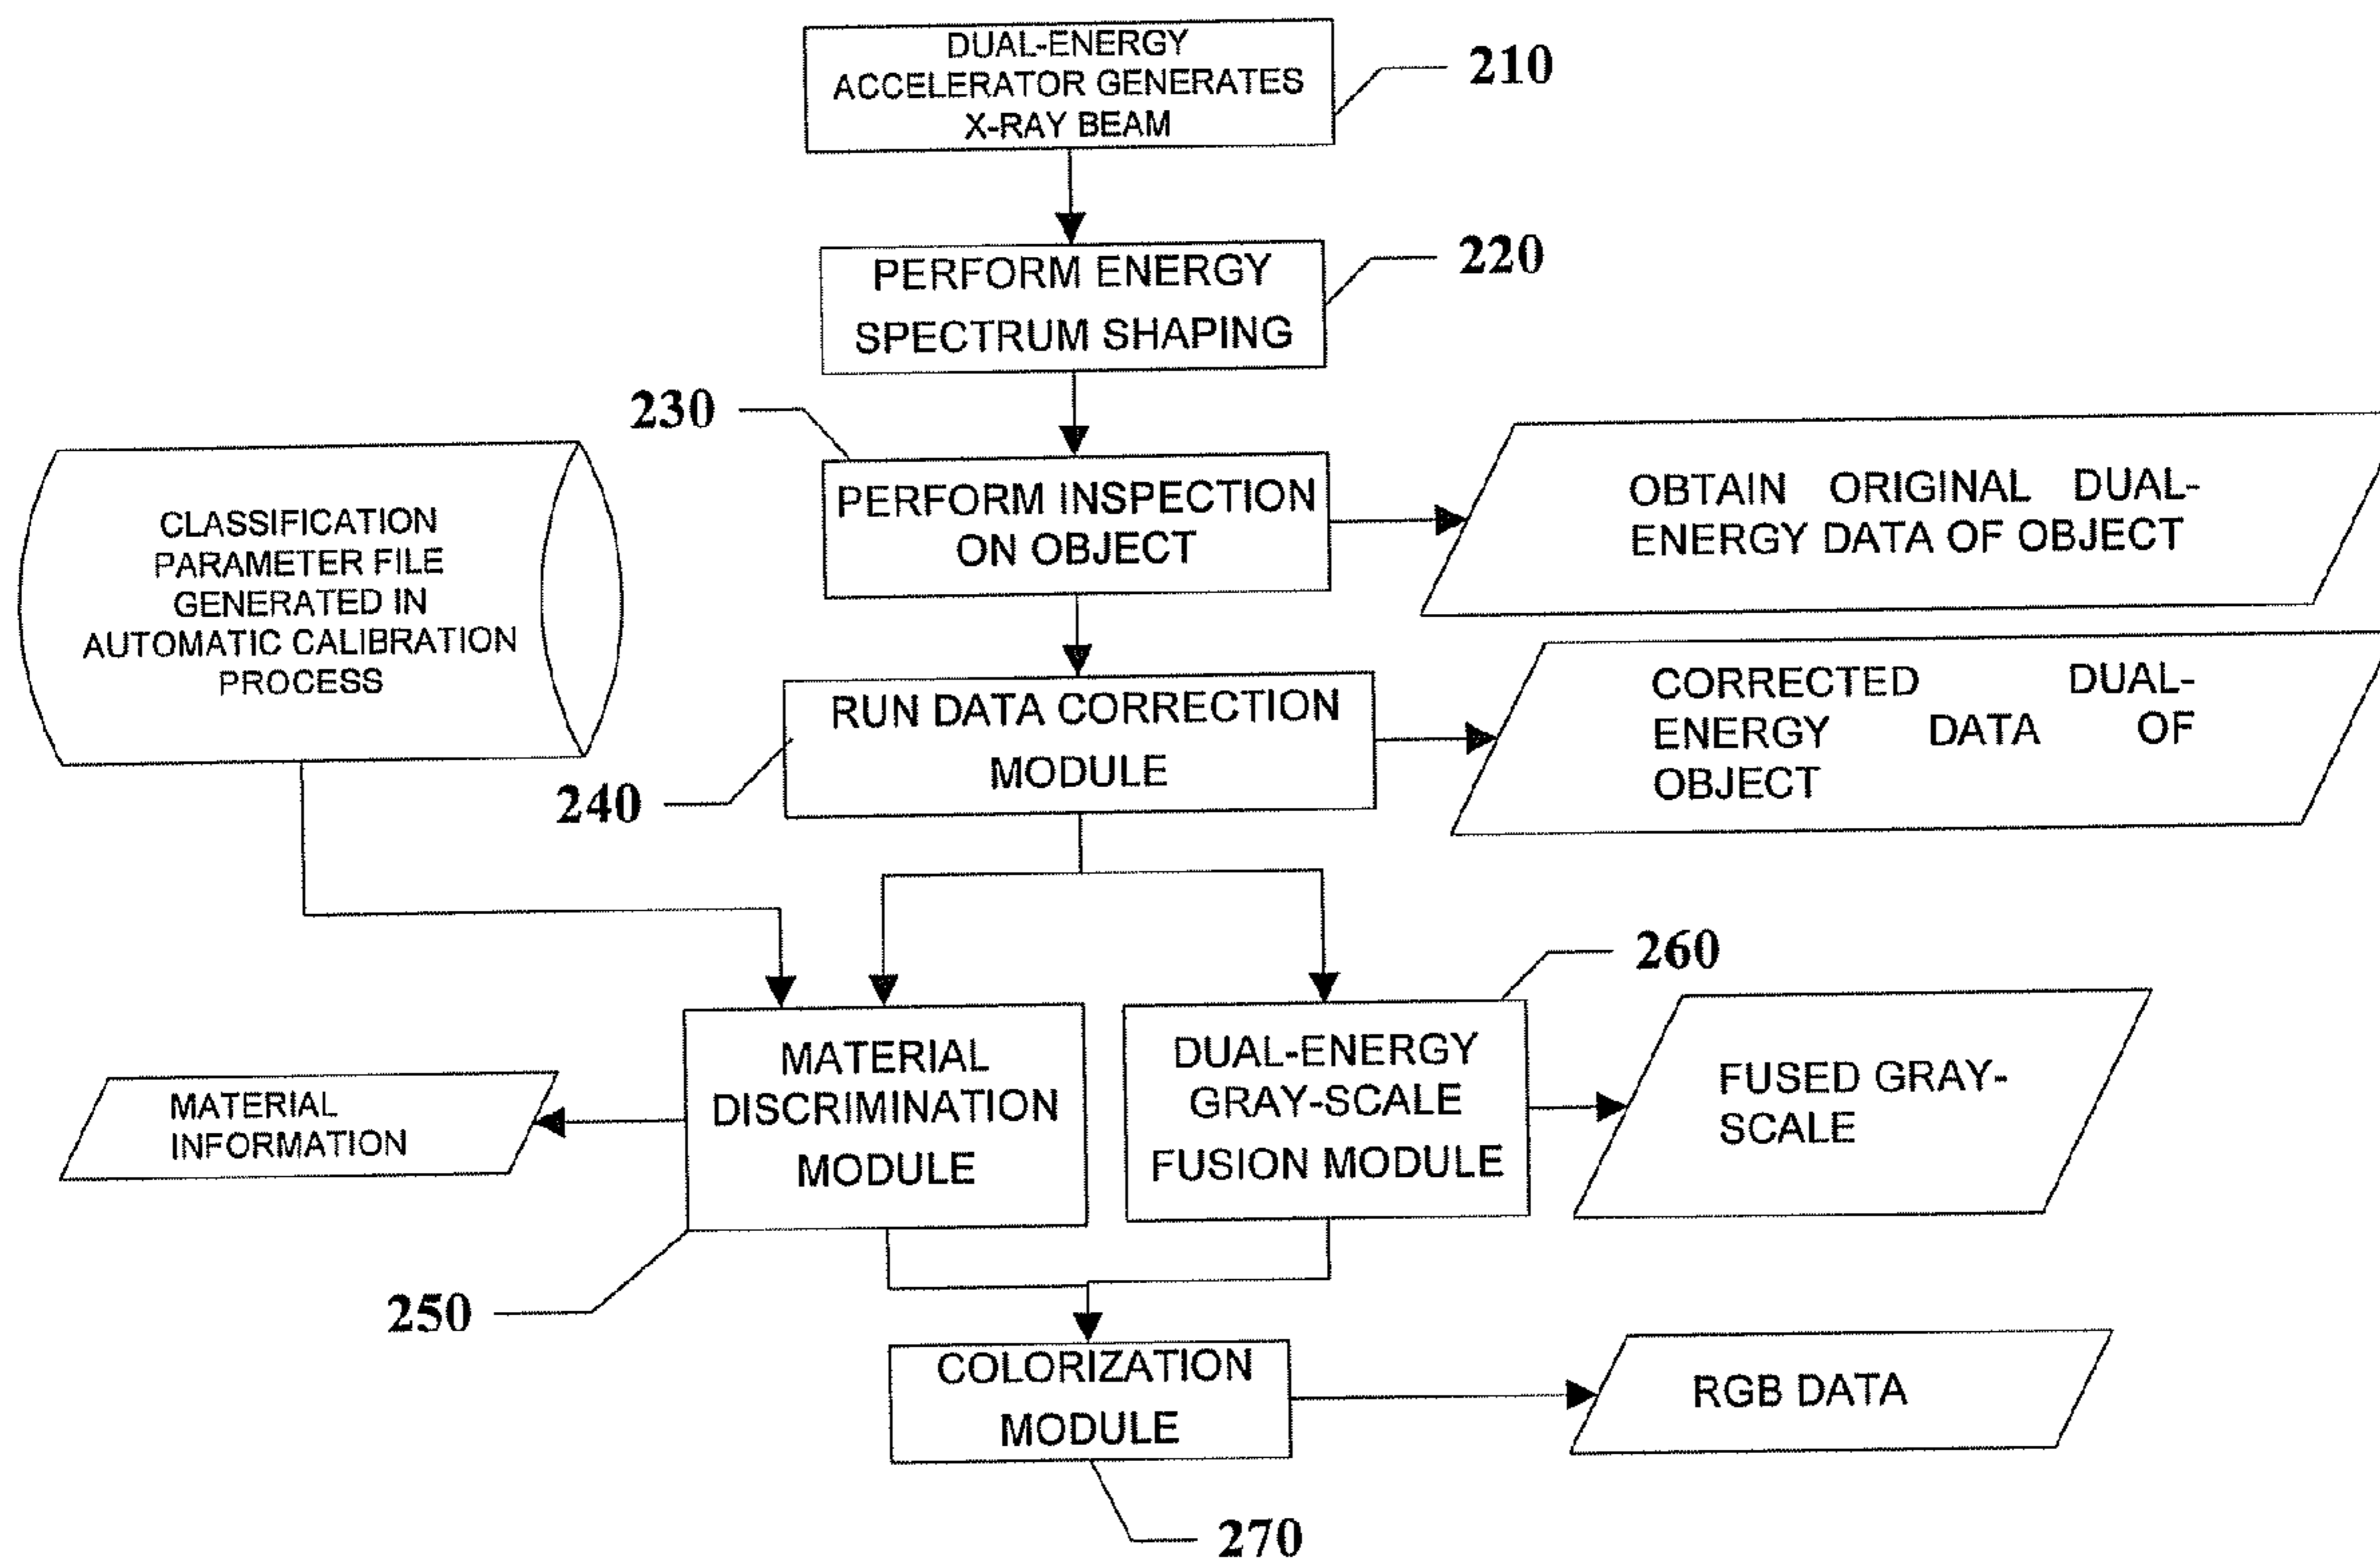 DUAL-ENERGY
ACCELERATOR GENERATES
X-RAY BEAM
210
PERFORM ENERGY
SPECTRUM SHAPING
220
230
PERFORM INSPECTION
ON OBJECT
OBTAIN ORIGINAL DUAL-
ENERGY DATA OF OBJECT
CLASSIFICATION
PARAMETER FILE
GENERATED IN
AUTOMATIC CALIBRATION
PROCESS
RUN DATA CORRECTION
MODULE
240
CORRECTED DUAL-
ENERGY DATA OF
OBJECT
MATERIAL
INFORMATION
MATERIAL
DISCRIMINATION
MODULE
250
DUAL-ENERGY
GRAY-SCALE
FUSION MODULE
260
FUSED GRAY-
SCALE
COLORIZATION
MODULE
270
RGB DATA